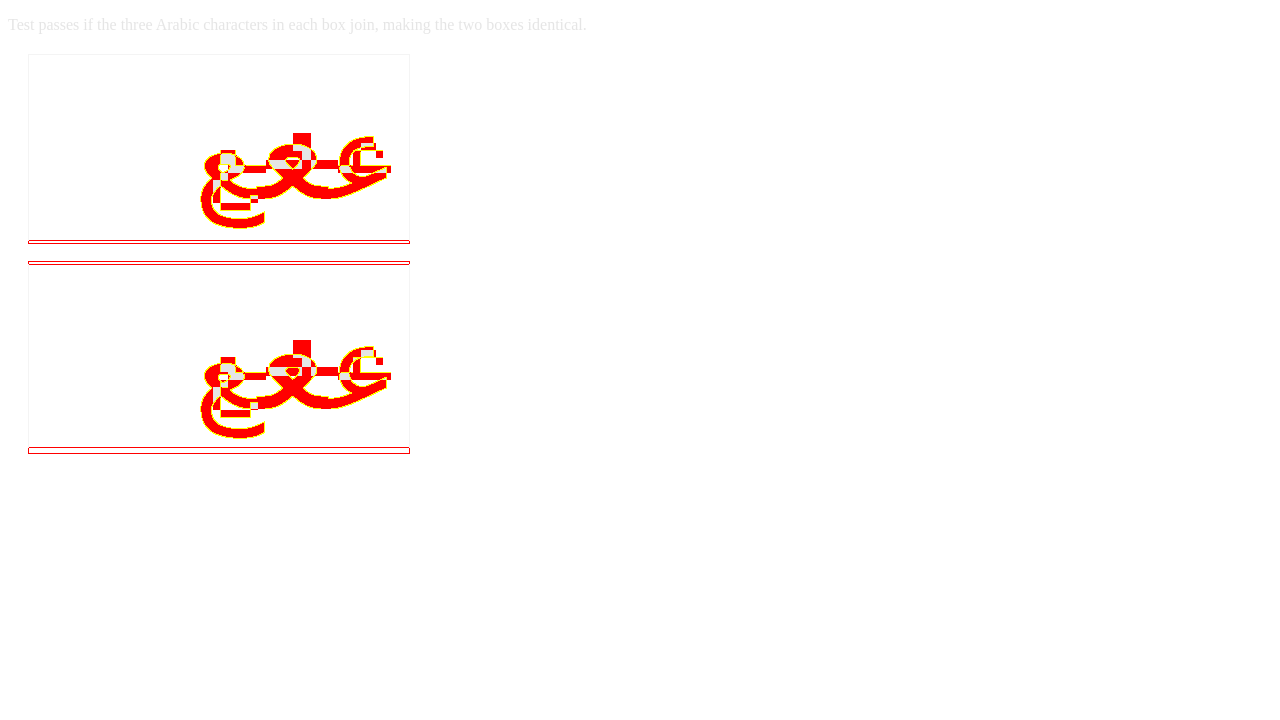 Test passes if the three Arabic characters in each box join, making the two boxes identical.
ععع
ععع